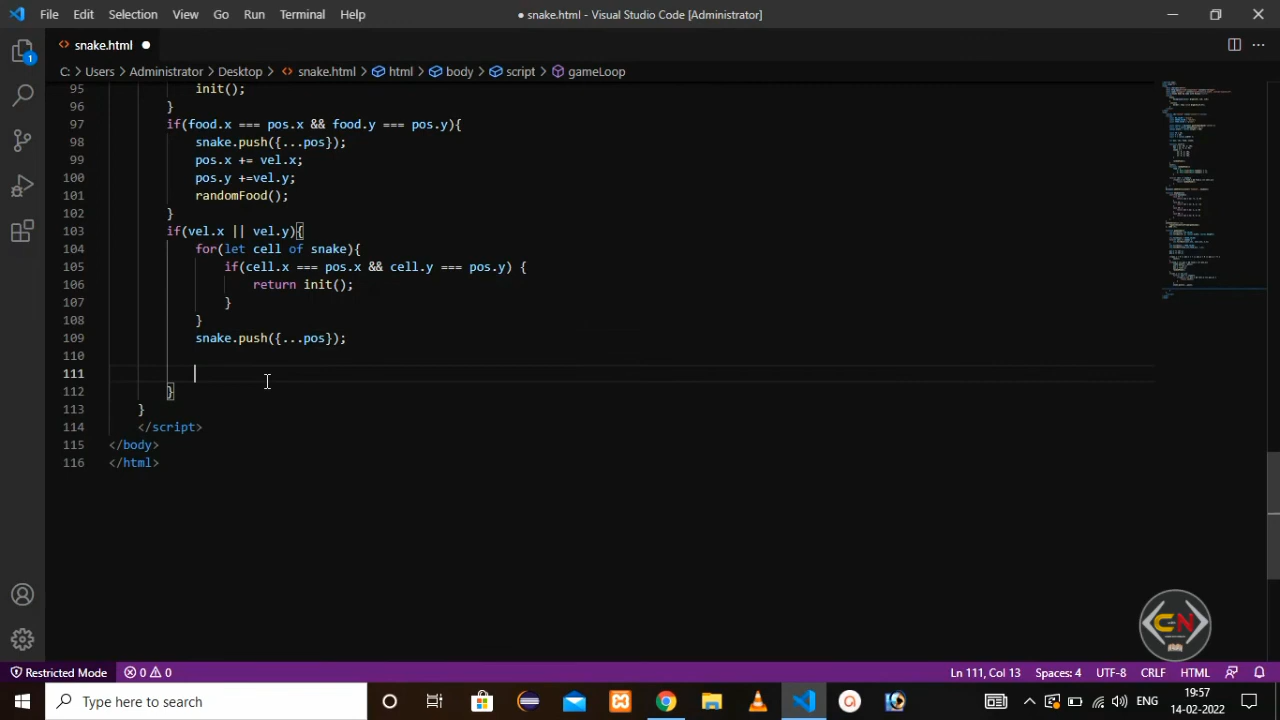 File Edit Selection View Go Run Terminal Help
● snake.html - Visual Studio Code [Administrator]
<> snake.html ●
C: > Users > Administrator > Desktop > <> snake.html > html > body > script > gameLoop
95 init();
96 }
97 if(food.x === pos.x && food.y === pos.y){
98 snake.push({...pos});
99 pos.x += vel.x;
100 pos.y +=vel.y;
101 randomFood();
102 }
103 if(vel.x || vel.y){
104 for(let cell of snake){
105 if(cell.x === pos.x && cell.y === pos.y) {
106 return init();
107 }
108 }
109 snake.push({...pos});
110
111
112 }
113 }
114 </script>
115 </body>
116 </html>
1
CN
Restricted Mode 0 0 Ln 111, Col 13 Spaces: 4 UTF-8 CRLF HTML
Type here to search
ENG
19:57
14-02-2022